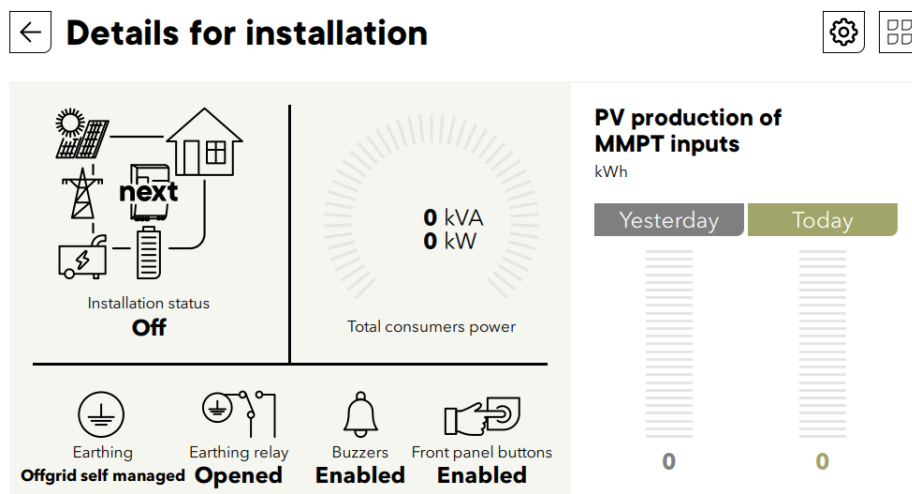 Details for installation
next
Installation status
Off
0 kVA
0 kW
Total consumers power
Earthing
Offgrid self managed
Earthing relay
Opened
Buzzers
Enabled
Front panel buttons
Enabled
PV production of
MMPT inputs
kWh
Yesterday
Today
0
0